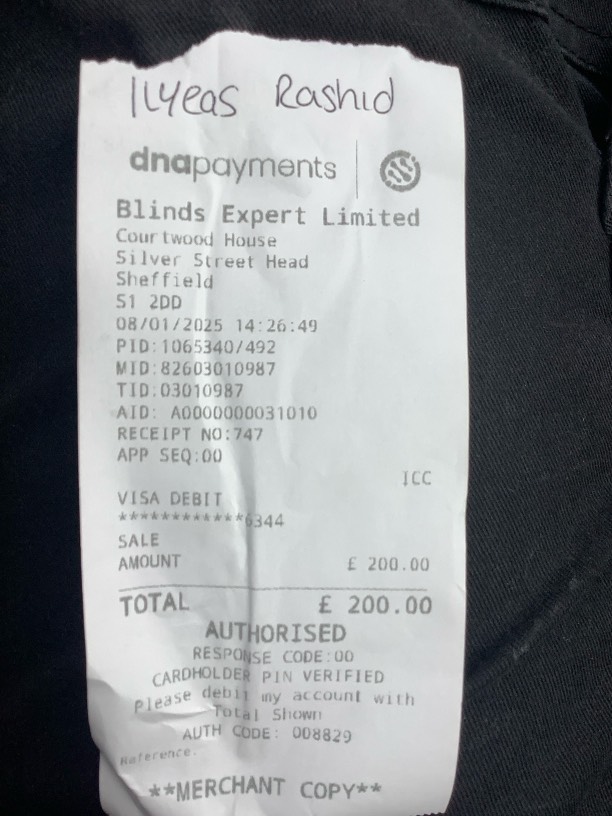 Ilyeas Rashid
dnapayments
Blinds Expert Limited
Courtwood House
Silver Street Head
Sheffield
S1 2DD
08/01/2025 14:26:49
PID:1065340/492
MID:82603010987
TID:03010987
AID: A0000000031010
RECEIPT NO:747
APP SEQ:00
ICC
VISA DEBIT
************6344
SALE
AMOUNT £ 200.00
TOTAL £ 200.00
AUTHORISED
RESPONSE CODE:00
CARDHOLDER PIN VERIFIED
Please debit my account with
Total Shown
AUTH CODE: 008829
Reference.
**MERCHANT COPY**